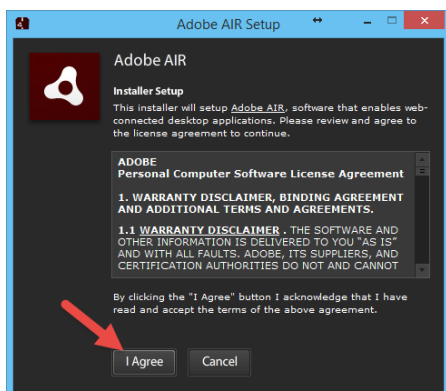 Adobe AIR Setup
Adobe AIR
Installer Setup
This installer will setup Adobe AIR, software that enables web-
connected desktop applications. Please review and agree to
the license agreement to continue.
ADOBE
Personal Computer Software License Agreement
1. WARRANTY DISCLAIMER, BINDING AGREEMENT
AND ADDITIONAL TERMS AND AGREEMENTS.
1.1 WARRANTY DISCLAIMER . THE SOFTWARE AND
OTHER INFORMATION IS DELIVERED TO YOU "AS IS"
AND WITH ALL FAULTS. ADOBE, ITS SUPPLIERS, AND
CERTIFICATION AUTHORITIES DO NOT AND CANNOT
By clicking the "I Agree" button I acknowledge that I have
read and accept the terms of the above agreement.
I Agree
Cancel